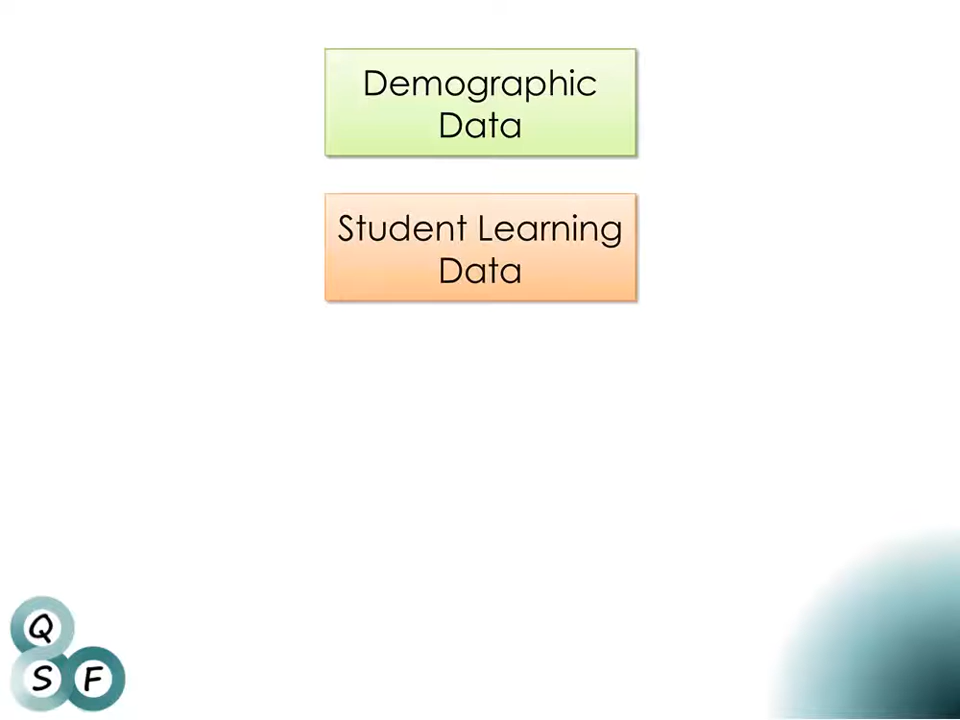 Demographic
Data
Student Learning
Data
Q
S F